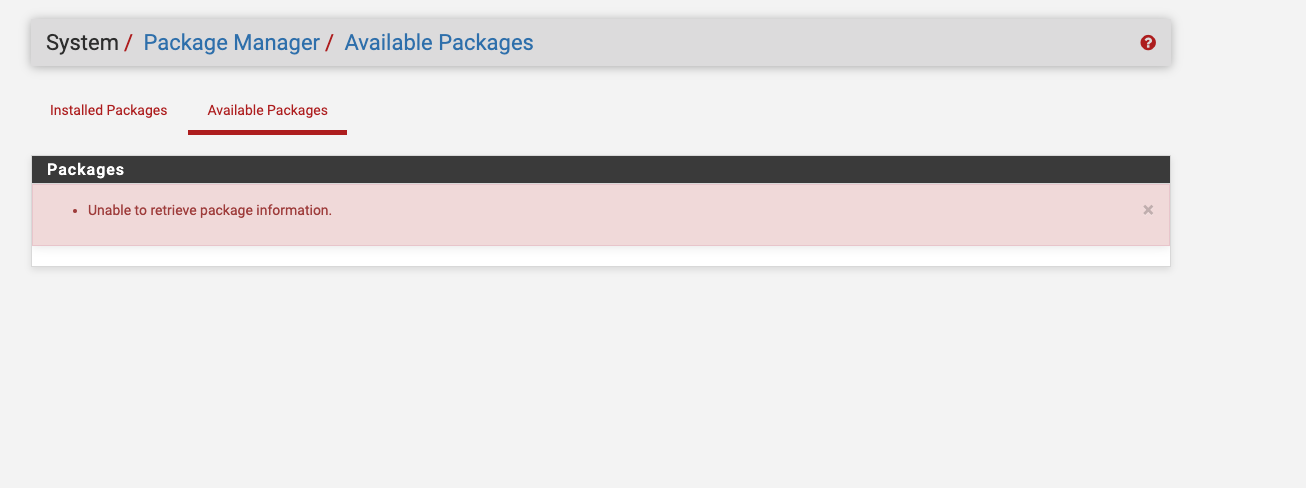 System / Package Manager / Available Packages
Installed Packages Available Packages
Packages
Unable to retrieve package information.